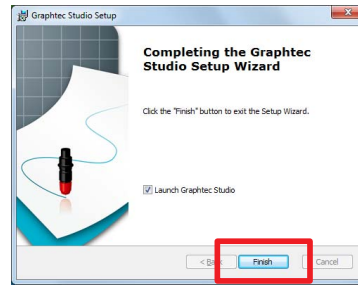 Graphtec Studio Setup
Completing the Graphtec
Studio Setup Wizard
Click the "Finish" button to exit the Setup Wizard.
Launch Graphtec Studio
Finish
Cancel